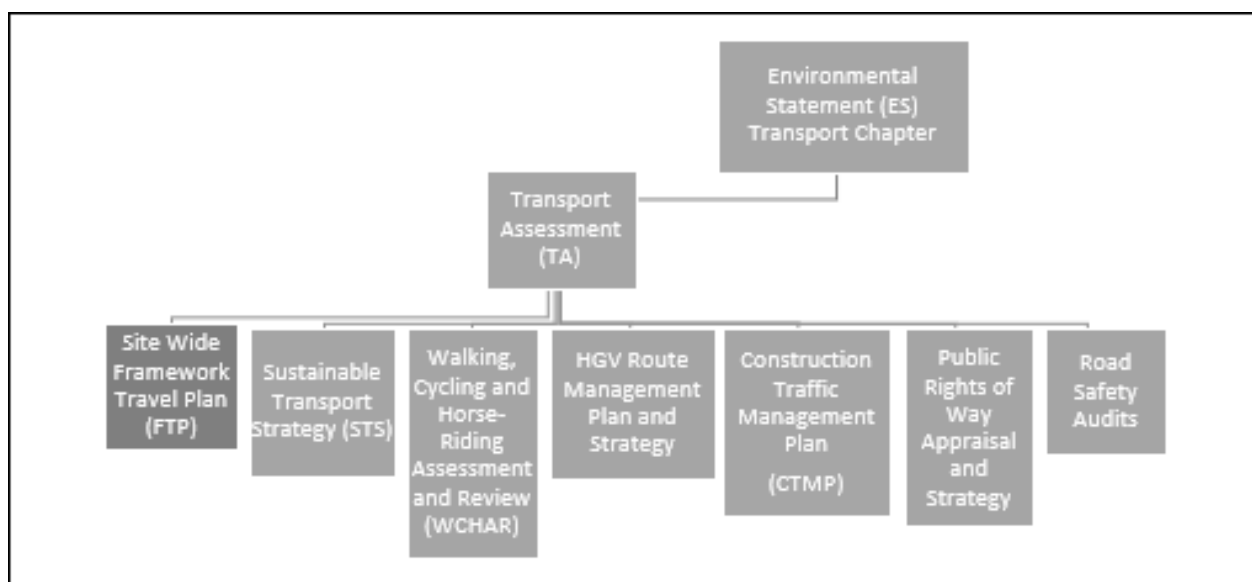 Environmental
Statement (ES)
Transport Chapter
Transport
Assessment
(TA)
Site Wide
Framework
Travel Plan
(FTP)
Sustainable
Transport
Strategy (STS)
Walking,
Cycling and
Horse-
Riding
Assessment
and Review
(WCHAR)
HGV Route
Management
Plan and
Strategy
Construction
Traffic
Management
Plan
(CTMP)
Public
Rights of
Way
Appraisal
and
Strategy
Road
Safety
Audits